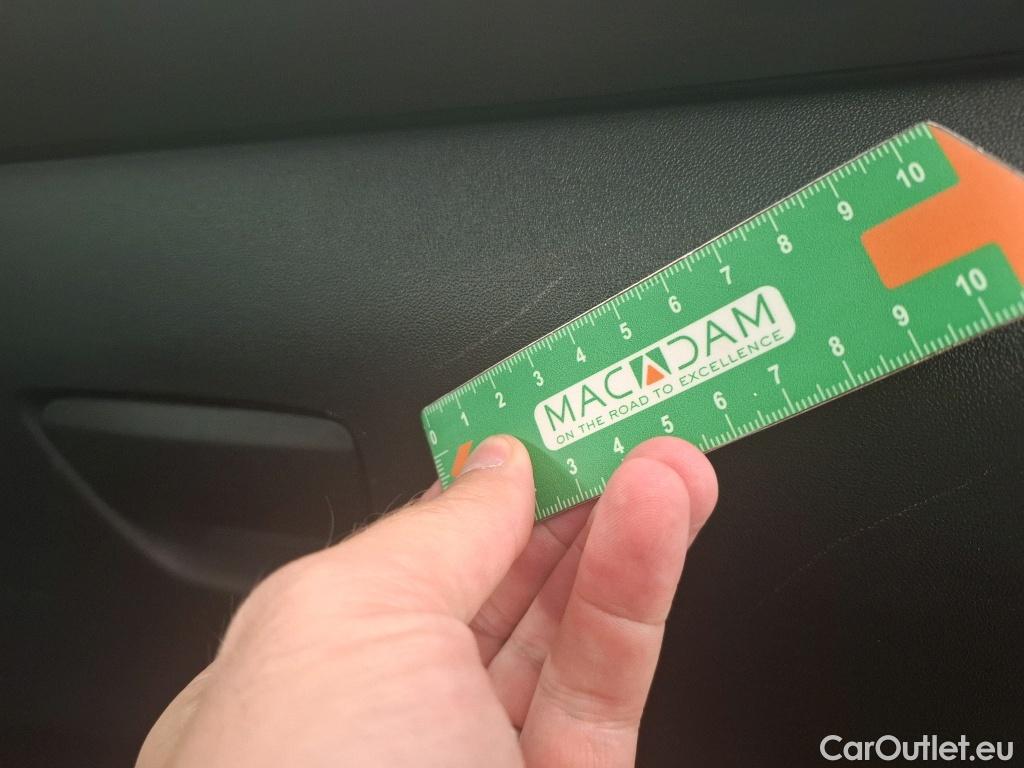 0 1 2 3 4 5 6 7 8 9 10
MACADAM
ON THE ROAD TO EXCELLENCE
3 4 5 6 7 8 9 10
CarOutlet.eu